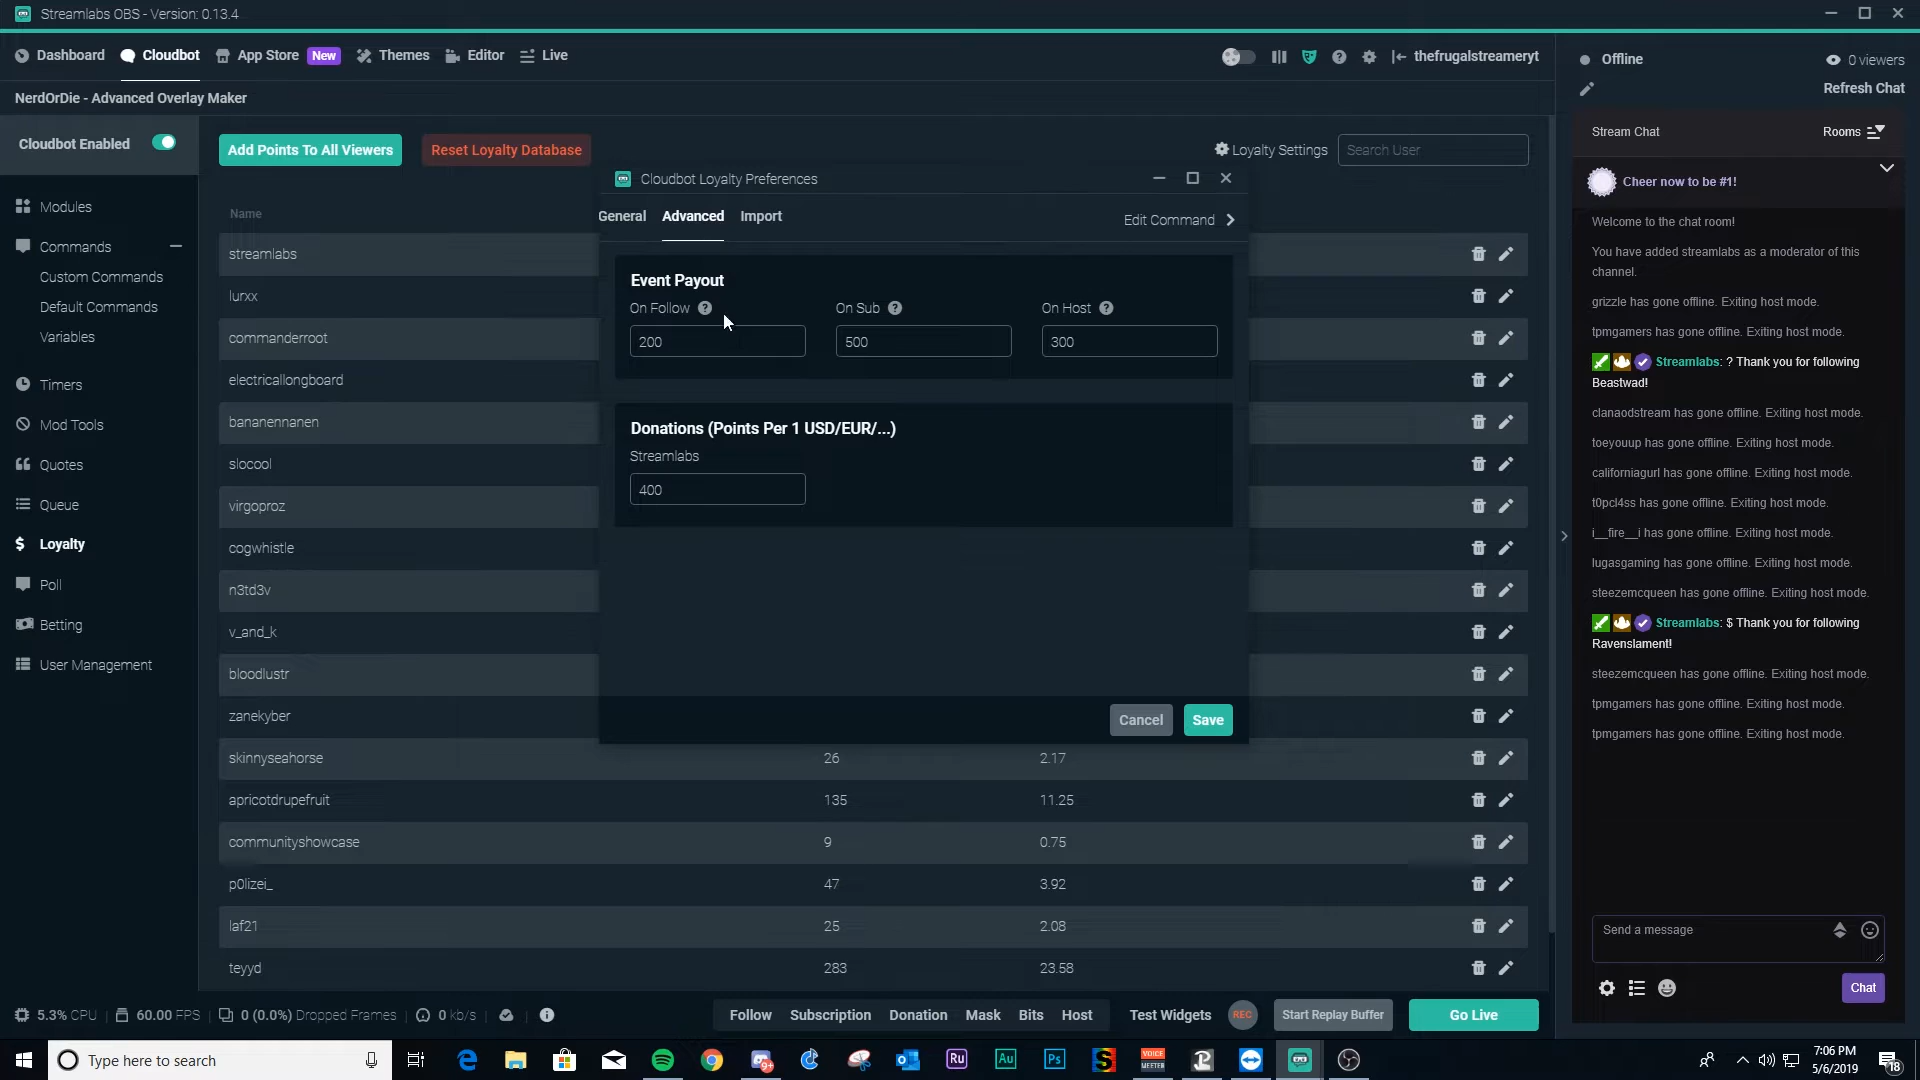 Streamlabs OBS - Version: 0.13.4
Dashboard
Cloudbot
App Store
New
Themes
Editor
Live
thefrugalstreameryt
Offline
0 viewers
Refresh Chat
NerdOrDie - Advanced Overlay Maker
Cloudbot Enabled
Add Points To All Viewers
Reset Loyalty Database
Loyalty Settings
Search User
Modules
Commands
Custom Commands
Default Commands
Variables
Timers
Mod Tools
Quotes
Queue
Loyalty
Poll
Betting
User Management
Name
streamlabs
lurxx
commanderroot
electricallongboard
bananennanen
slocool
virgoproz
cogwhistle
n3td3v
v_and_k
bloodlustr
zanekyber
skinnyseahorse 26 2.17
apricotdrupefruit 135 11.25
communityshowcase 9 0.75
p0lizei_ 47 3.92
laf21 25 2.08
teyyd 283 23.58
Cloudbot Loyalty Preferences
General
Advanced
Import
Edit Command
Event Payout
On Follow ?
On Sub ?
On Host ?
200
500
300
Donations (Points Per 1 USD/EUR/...)
Streamlabs
400
Cancel
Save
Stream Chat
Rooms
Cheer now to be #1!
Welcome to the chat room!
You have added streamlabs as a moderator of this
channel.
grizzle has gone offline. Exiting host mode.
tpmgamers has gone offline. Exiting host mode.
Streamlabs: ? Thank you for following
Beastwad!
clanaodstream has gone offline. Exiting host mode.
toeyouup has gone offline. Exiting host mode.
californiagurl has gone offline. Exiting host mode.
t0pcl4ss has gone offline. Exiting host mode.
i__fire__i has gone offline. Exiting host mode.
lugasgaming has gone offline. Exiting host mode.
steezemcqueen has gone offline. Exiting host mode.
Streamlabs: $ Thank you for following
Ravenslament!
steezemcqueen has gone offline. Exiting host mode.
tpmgamers has gone offline. Exiting host mode.
tpmgamers has gone offline. Exiting host mode.
Send a message
Chat
5.3% CPU
60.00 FPS
0 (0.0%) Dropped Frames
0 kb/s
Follow
Subscription
Donation
Mask
Bits
Host
Test Widgets
REC
Start Replay Buffer
Go Live
Type here to search
9+
Ru
Au
Ps
VOICE
MEETER
7:06 PM
5/6/2019
18